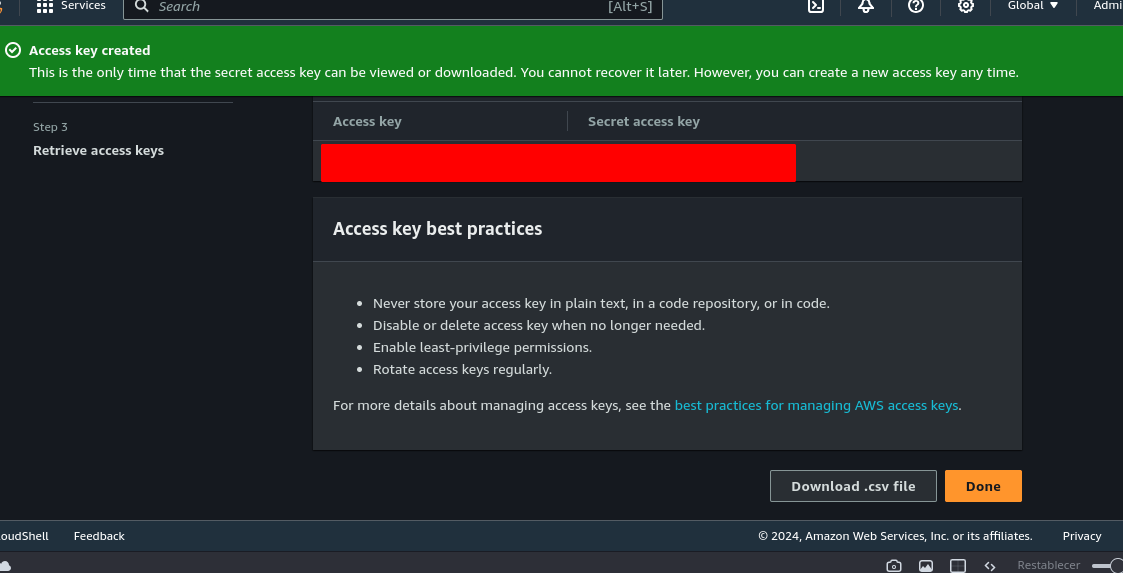 Services
Search
[Alt+S]
Global
Admi
Access key created
This is the only time that the secret access key can be viewed or downloaded. You cannot recover it later. However, you can create a new access key any time.
Step 3
Retrieve access keys
Access key
Secret access key
Access key best practices
Never store your access key in plain text, in a code repository, or in code.
Disable or delete access key when no longer needed.
Enable least-privilege permissions.
Rotate access keys regularly.
For more details about managing access keys, see the best practices for managing AWS access keys.
Download .csv file
Done
oudShell
Feedback
© 2024, Amazon Web Services, Inc. or its affiliates.
Privacy
Restablecer